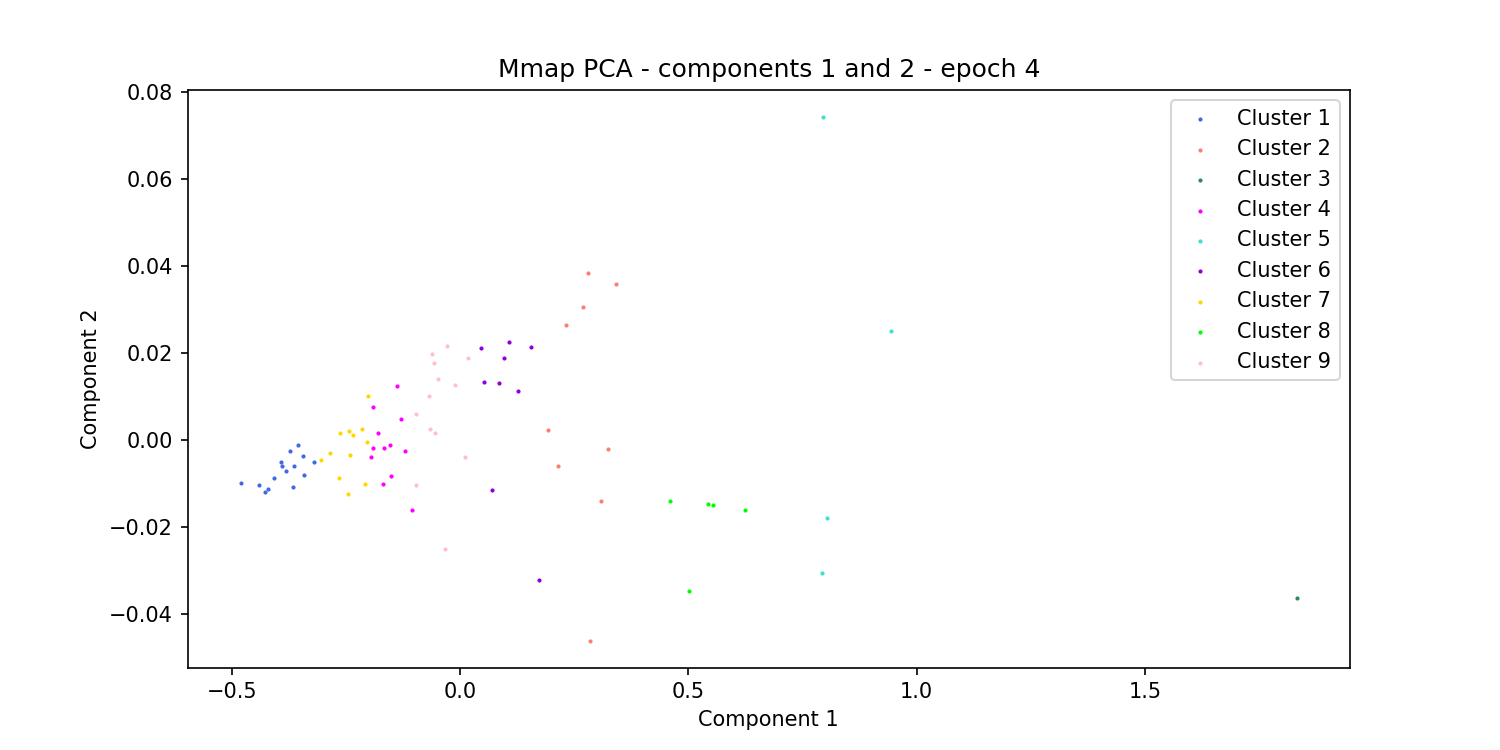 Mmap PCA - components 1 and 2 - epoch 4
0.08
0.06
0.04
0.02
0.00
−0.02
−0.04
Component 2
−0.5
0.0
0.5
1.0
1.5
Component 1
Cluster 1
Cluster 2
Cluster 3
Cluster 4
Cluster 5
Cluster 6
Cluster 7
Cluster 8
Cluster 9